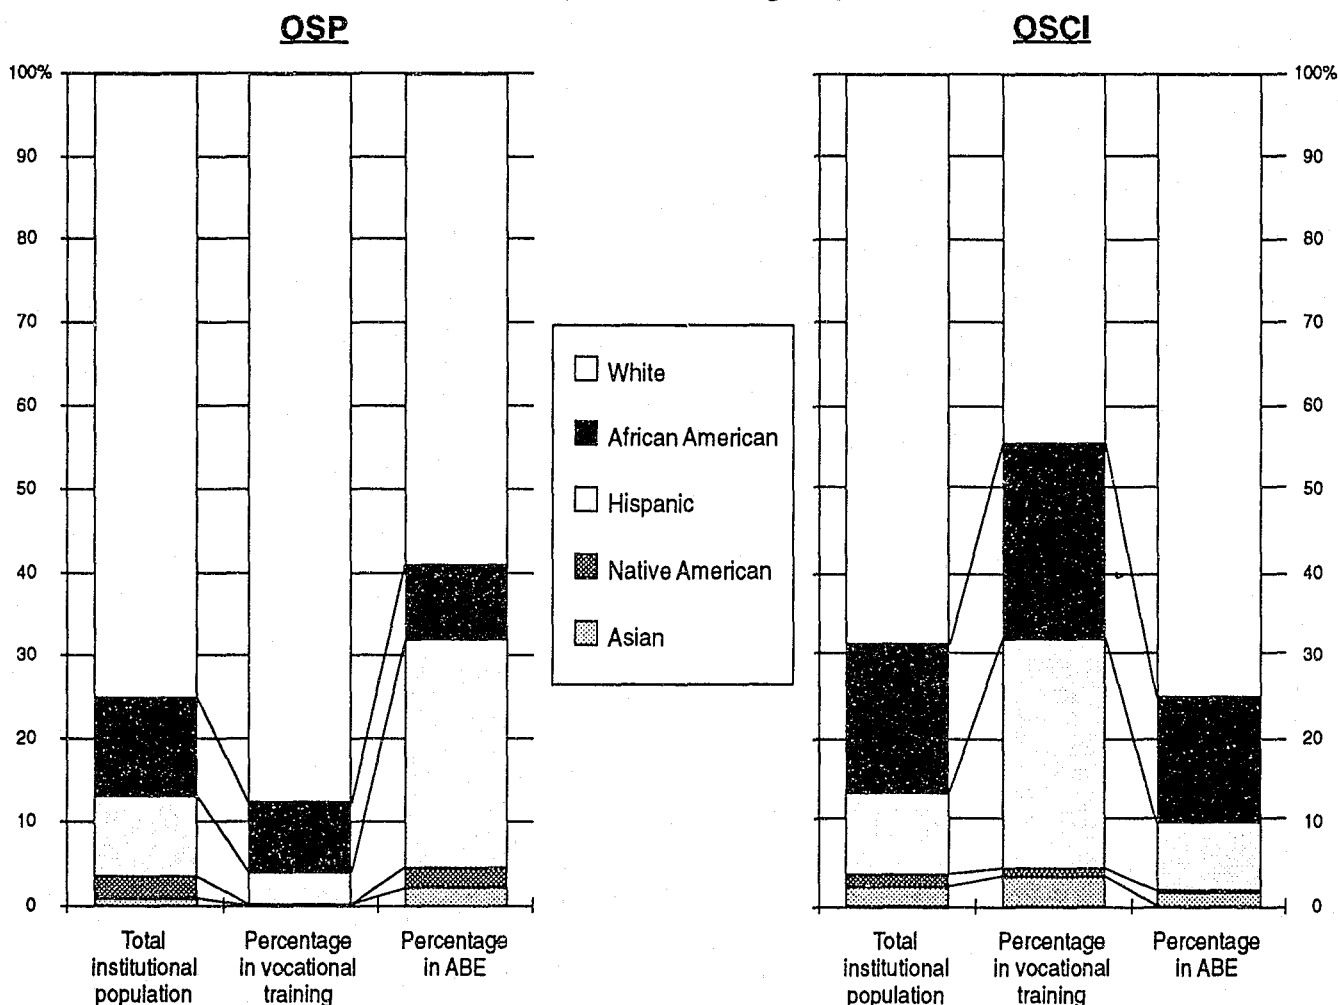 OSP
OSCI
100%
90
80
70
60
50
40
30
20
10
0
White
African American
Hispanic
Native American
Asian
100%
90
80
70
60
50
40
30
20
10
0
Total
institutional
population
Percentage
in vocational
training
Percentage
in ABE
Total
institutional
population
Percentage
in vocational
training
Percentage
in ABE